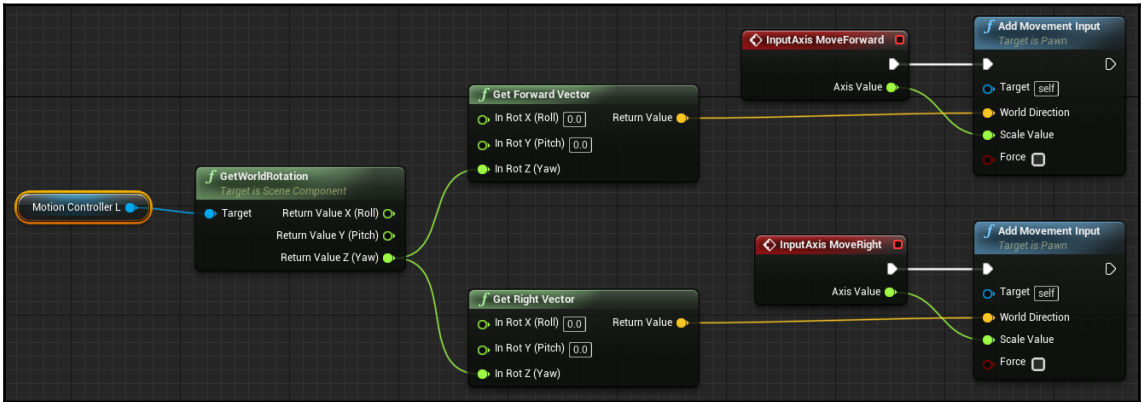 InputAxis MoveForward
Axis Value
f Add Movement Input
Target is Pawn
Target self
World Direction
Scale Value
Force
f Get Forward Vector
In Rot X (Roll) 0.0 Return Value
In Rot Y (Pitch) 0.0
In Rot Z (Yaw)
Motion Controller L
f GetWorldRotation
Target is Scene Component
Target Return Value X (Roll)
Return Value Y (Pitch)
Return Value Z (Yaw)
InputAxis MoveRight
Axis Value
f Add Movement Input
Target is Pawn
Target self
World Direction
Scale Value
Force
f Get Right Vector
In Rot X (Roll) 0.0 Return Value
In Rot Y (Pitch) 0.0
In Rot Z (Yaw)